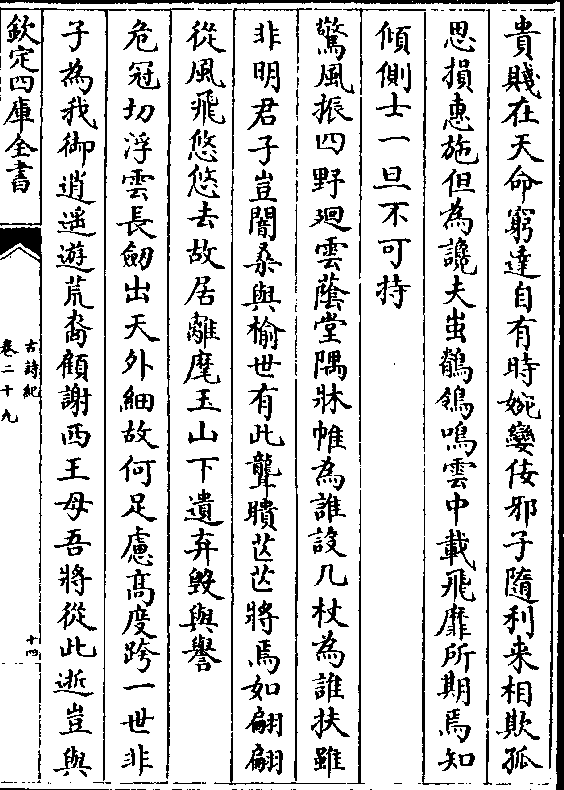 貴賤在天命窮達自有時婉孌佞邪子隨利来相欺孤
思損惠施但為讒夫蚩鶺鴒鳴雲中載飛靡所期焉知
傾側士一旦不可持
驚風振四野廻雲蔭堂隅牀帷為誰設几杖為誰扶雖
非明君子豈闇桑與榆世有此聾聵芒芒將焉如翩翩
從風飛悠悠去故居離麾玉山下遺弃毀與譽
危冠切浮雲長劒出天外細故何足慮髙度跨一世非
子為我御逍遥遊荒裔顧謝西王母吾將從此逝豈與
欽定四庫全書
古詩紀
卷二十九
十四